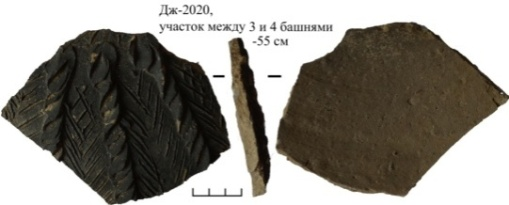 Дж-2020,
участок между 3 и 4 башнями
-55 см